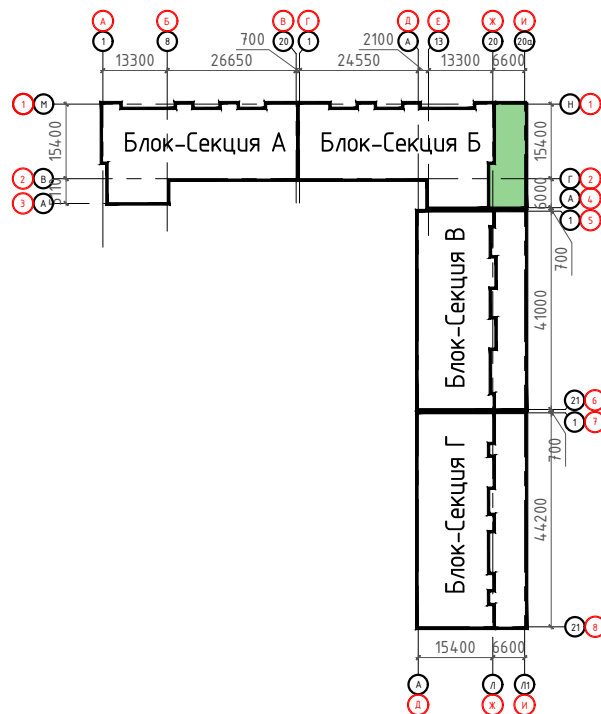 А Б В Г Д Е Ж И
1 8 20 1 А 13 20 20а
13300 26650 700 24550 2100 13300 6600
1 М Н 1
15400 Блок-Секция А Блок-Секция Б 15400
2 В Г 2
3 А 5110 6000 А 4
1 5
700
Блок-Секция В
41000
21 6
1 7
700
Блок-Секция Г
44200
21 8
15400 6600
А Л Л1
Д Ж И